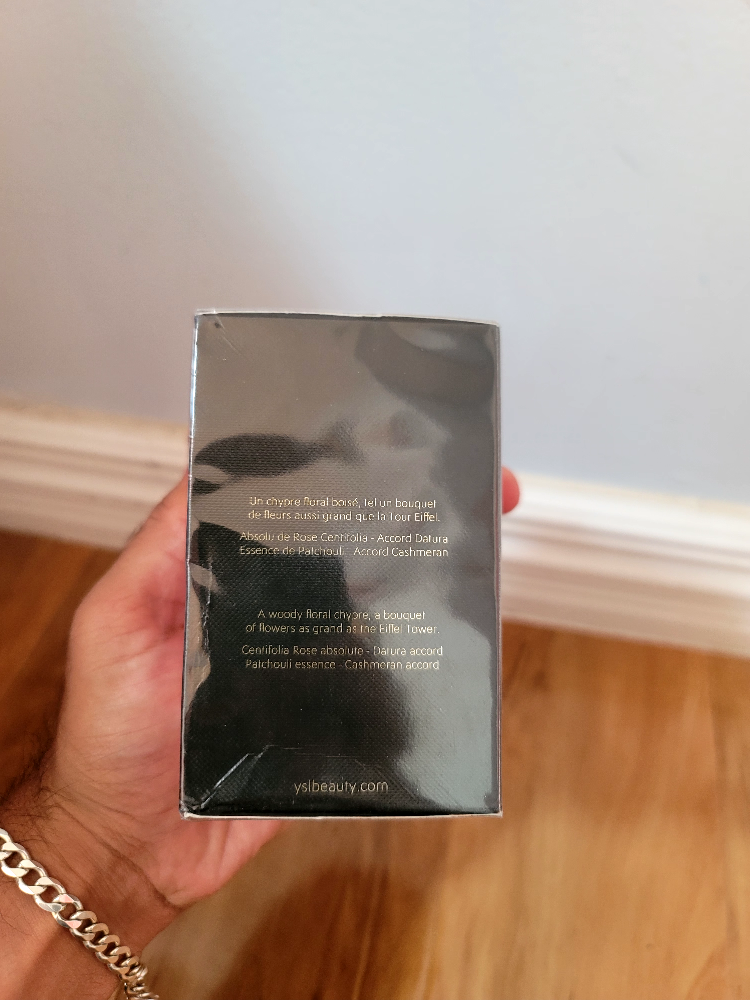 Un chypre floral boisé, tel un bouquet
de fleurs aussi grand que la Tour Eiffel.
Absolu de Rose Centifolia - Accord Datura
Essence de Patchouli - Accord Cashmeran
A woody floral chypre, a bouquet
of flowers as grand as the Eiffel Tower.
Centifolia Rose absolute - Datura accord
Patchouli essence - Cashmeran accord
yslbeauty.com